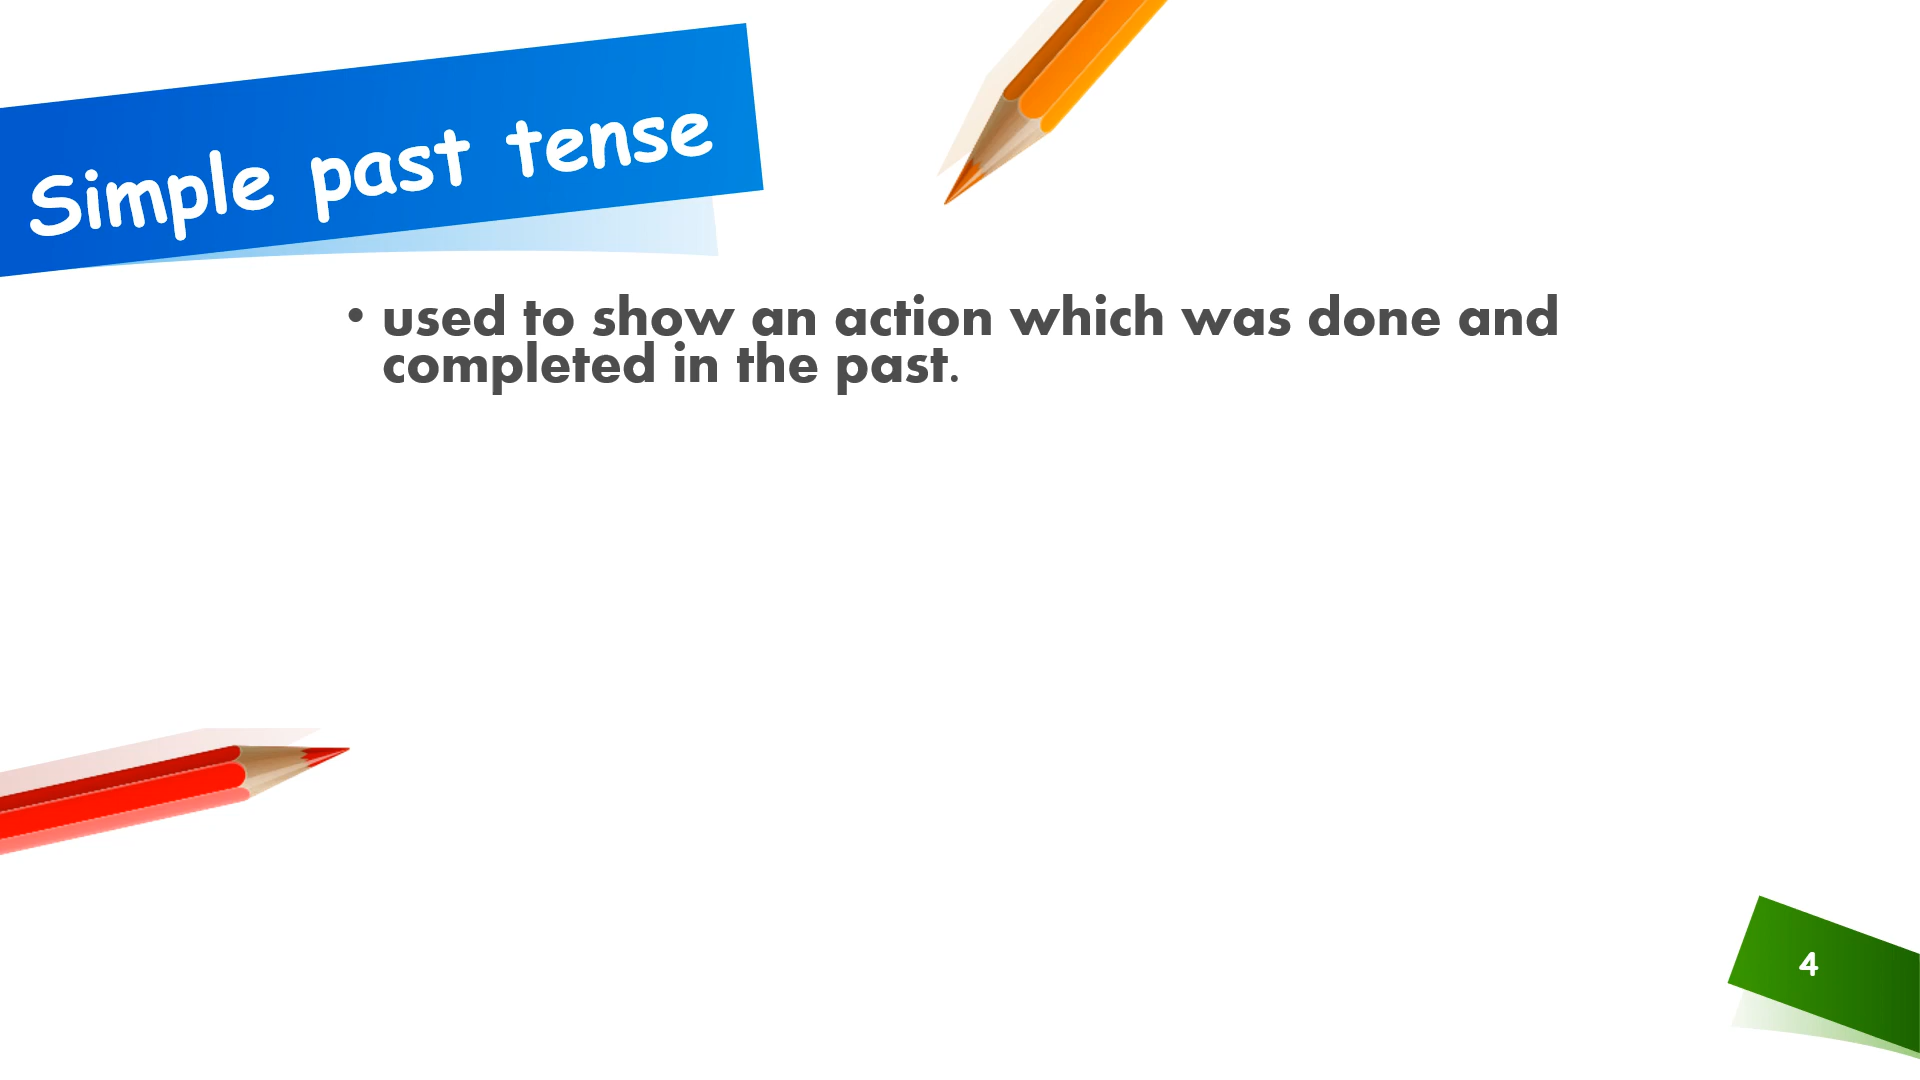 Simple past tense
• used to show an action which was done and
completed in the past.
4